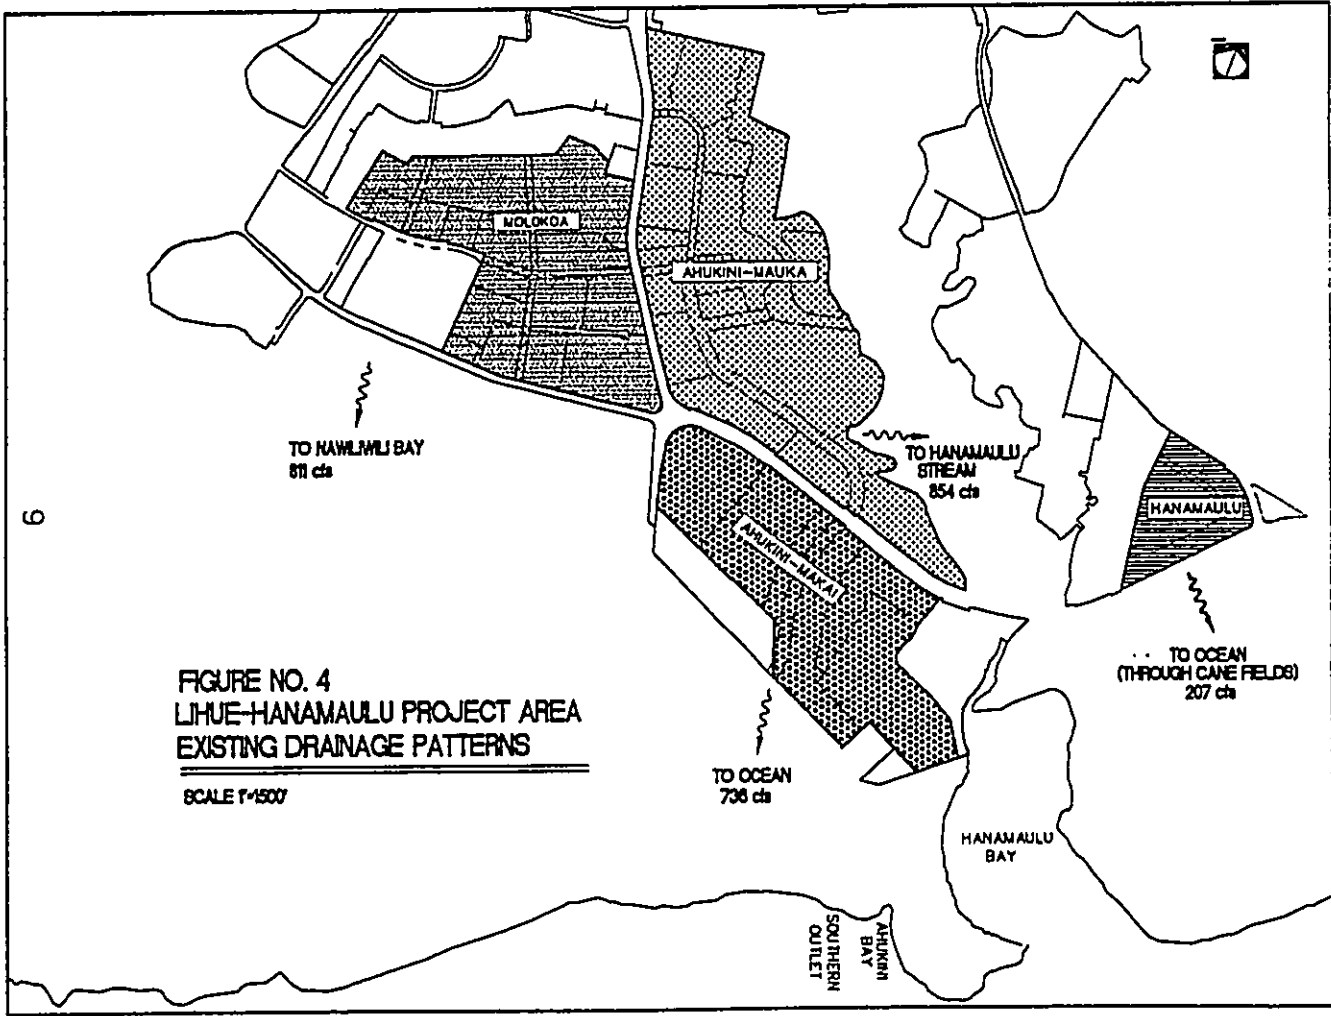 MOLOKOA
AHUKINI-MAUKA
TO NAWILIWILI BAY
811 cfs
TO HANAMAULU
STREAM
854 cfs
HANAMAULU
AHUKINI-MAKAI
TO OCEAN
(THROUGH CANE FIELDS)
207 cfs
9
FIGURE NO. 4
LIHUE-HANAMAULU PROJECT AREA
EXISTING DRAINAGE PATTERNS
SCALE 1"=1500'
TO OCEAN
736 cfs
HANAMAULU
BAY
AHUKINI
BAY
SOUTHERN
OUTLET